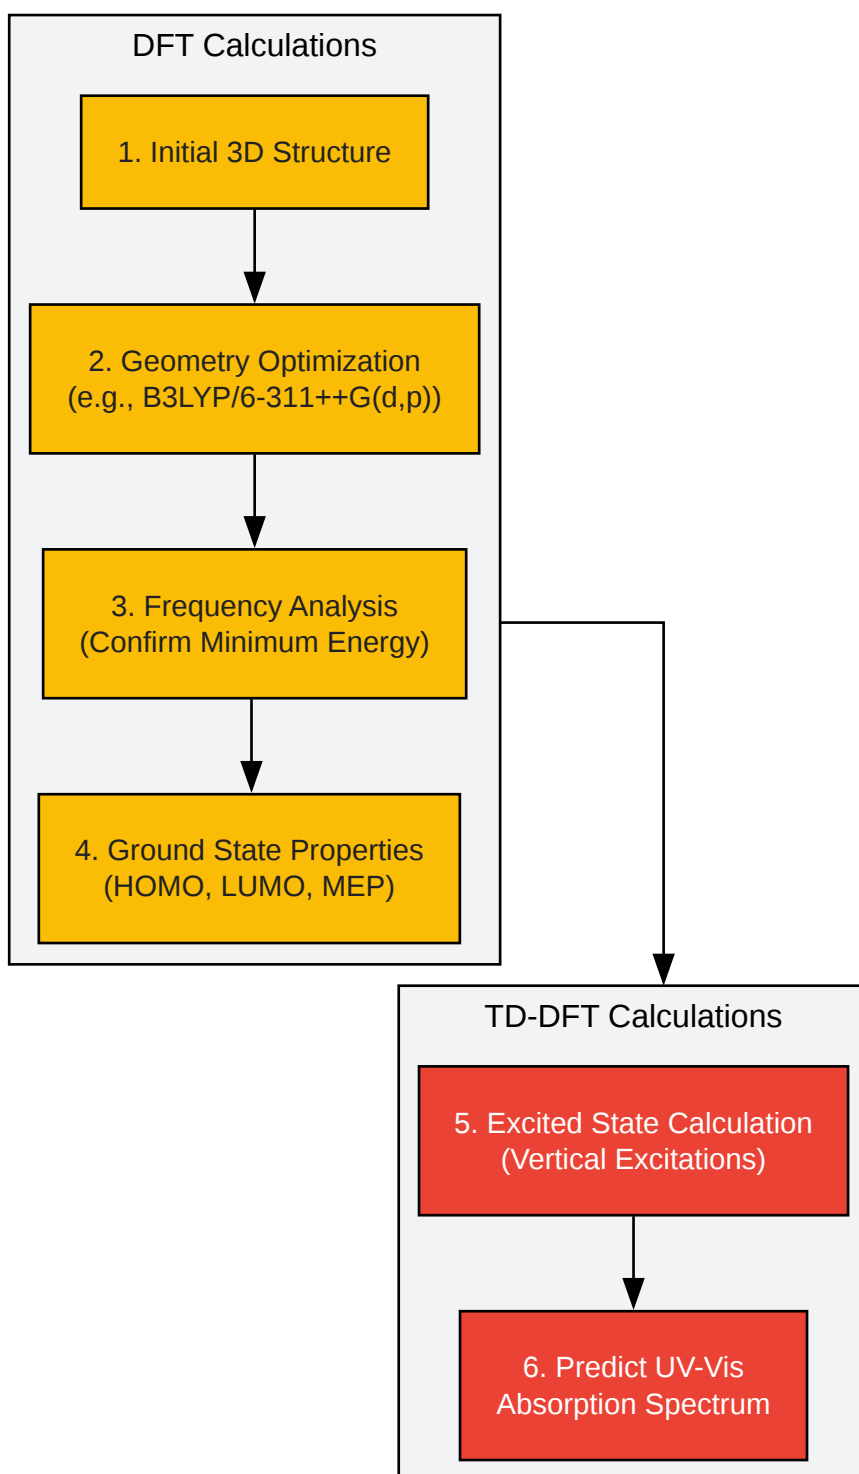 DFT Calculations
1. Initial 3D Structure
2. Geometry Optimization
(e.g., B3LYP/6-311++G(d,p))
3. Frequency Analysis
(Confirm Minimum Energy)
4. Ground State Properties
(HOMO, LUMO, MEP)
TD-DFT Calculations
5. Excited State Calculation
(Vertical Excitations)
6. Predict UV-Vis
Absorption Spectrum